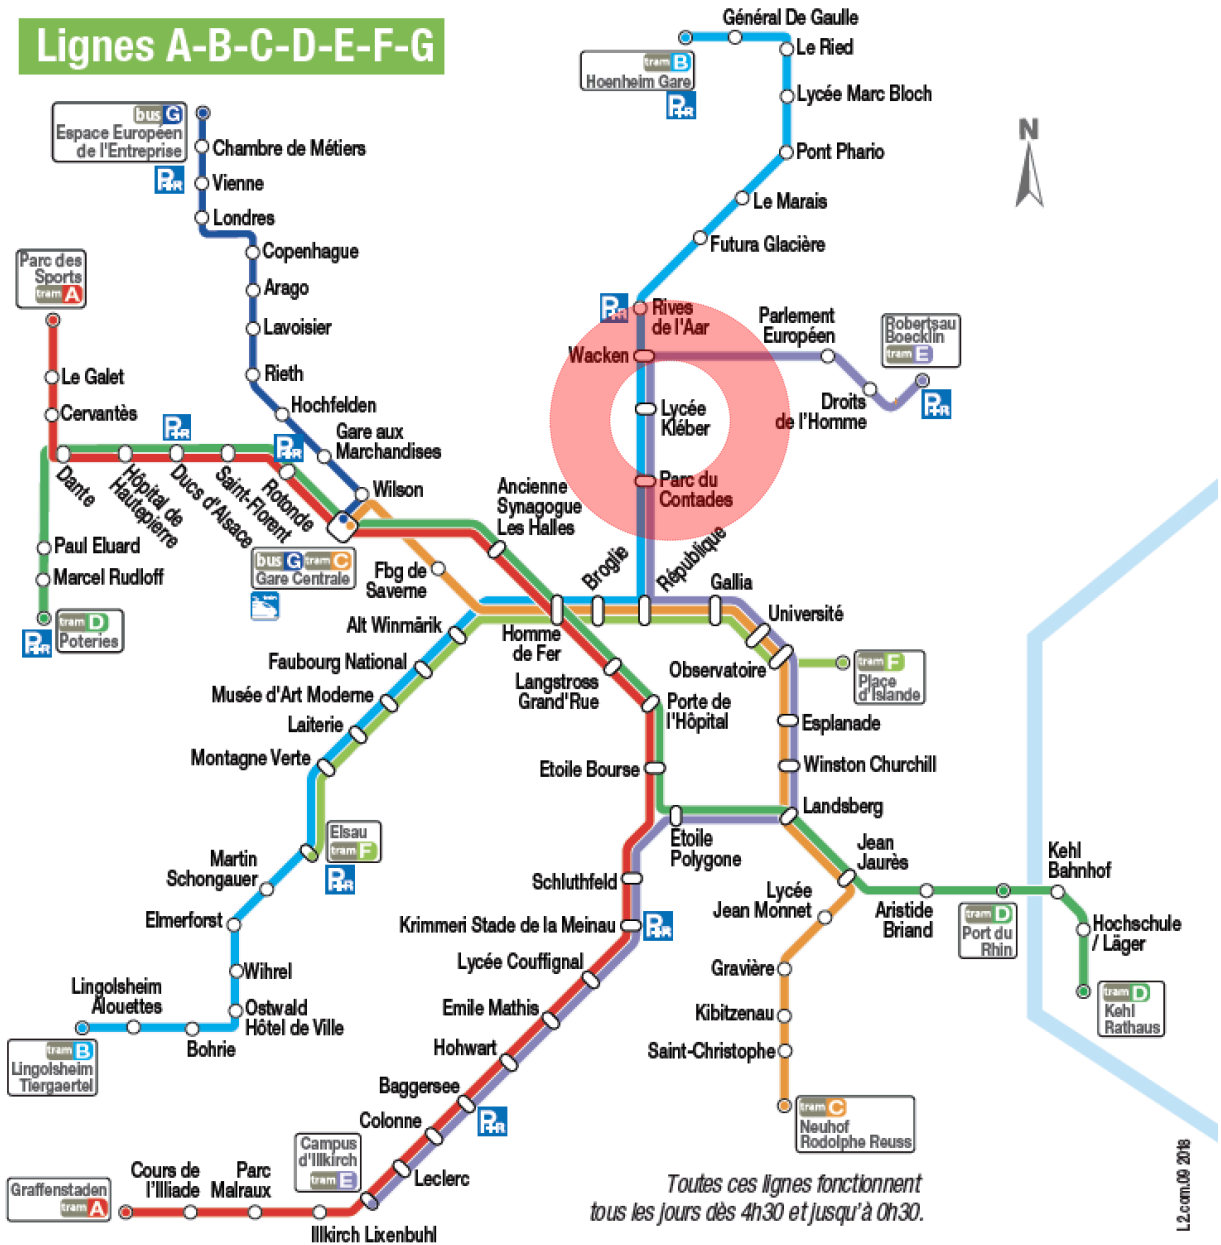 Lignes A-B-C-D-E-F-G
Général De Gaulle
Le Ried
tram B
Hoenheim Gare
P+R
Lycée Marc Bloch
Pont Phario
Le Marais
Futura Glacière
N
bus G
Espace Européen
de l'Entreprise
P+R
Chambre de Métiers
Vienne
Londres
Copenhague
Arago
Lavoisier
Rieth
Hochfelden
Gare aux
Marchandises
Wilson
Parc des
Sports
tram A
Le Galet
Cervantès
P+R
P+R
Dante
Hôpital de
Hautepierre
Ducs d'Alsace
Saint-Florent
Rotonde
Paul Eluard
Marcel Rudloff
P+R
tram D
Poteries
bus G tram C
Gare Centrale
train
P+R
Rives
de l'Aar
Wacken
Parlement
Européen
Robertsau
Boecklin
tram E
P+R
Droits
de l'Homme
Lycée
Kléber
Parc du
Contades
Ancienne
Synagogue
Les Halles
Fbg de
Saverne
Broglie
République
Gallia
Université
Alt Winmärik
Homme
de Fer
Observatoire
tram F
Place
d'Islande
Faubourg National
Langstross
Grand'Rue
Musée d'Art Moderne
Porte de
l'Hôpital
Laiterie
Esplanade
Montagne Verte
Etoile Bourse
Winston Churchill
Landsberg
Elsau
tram F
P+R
Etoile
Polygone
Jean
Jaurès
Martin
Schongauer
Schluthfeld
Lycée
Jean Monnet
Kehl
Bahnhof
Elmerforst
Krimmeri Stade de la Meinau
P+R
Aristide
Briand
tram D
Port du
Rhin
Hochschule
/ Läger
Wihrel
Lycée Couffignal
Gravière
tram D
Kehl
Rathaus
Lingolsheim
Alouettes
Ostwald
Hôtel de Ville
Emile Mathis
Kibitzenau
Bohrie
Hohwart
Saint-Christophe
tram B
Lingolsheim
Tiergaertel
Baggersee
P+R
tram C
Neuhof
Rodolphe Reuss
Colonne
Campus
d'Illkirch
tram E
Leclerc
Graffenstaden
tram A
Cours de
l'Illiade
Parc
Malraux
Illkirch Lixenbuhl
Toutes ces lignes fonctionnent
tous les jours dès 4h30 et jusqu'à 0h30.
L2.com.09 2018